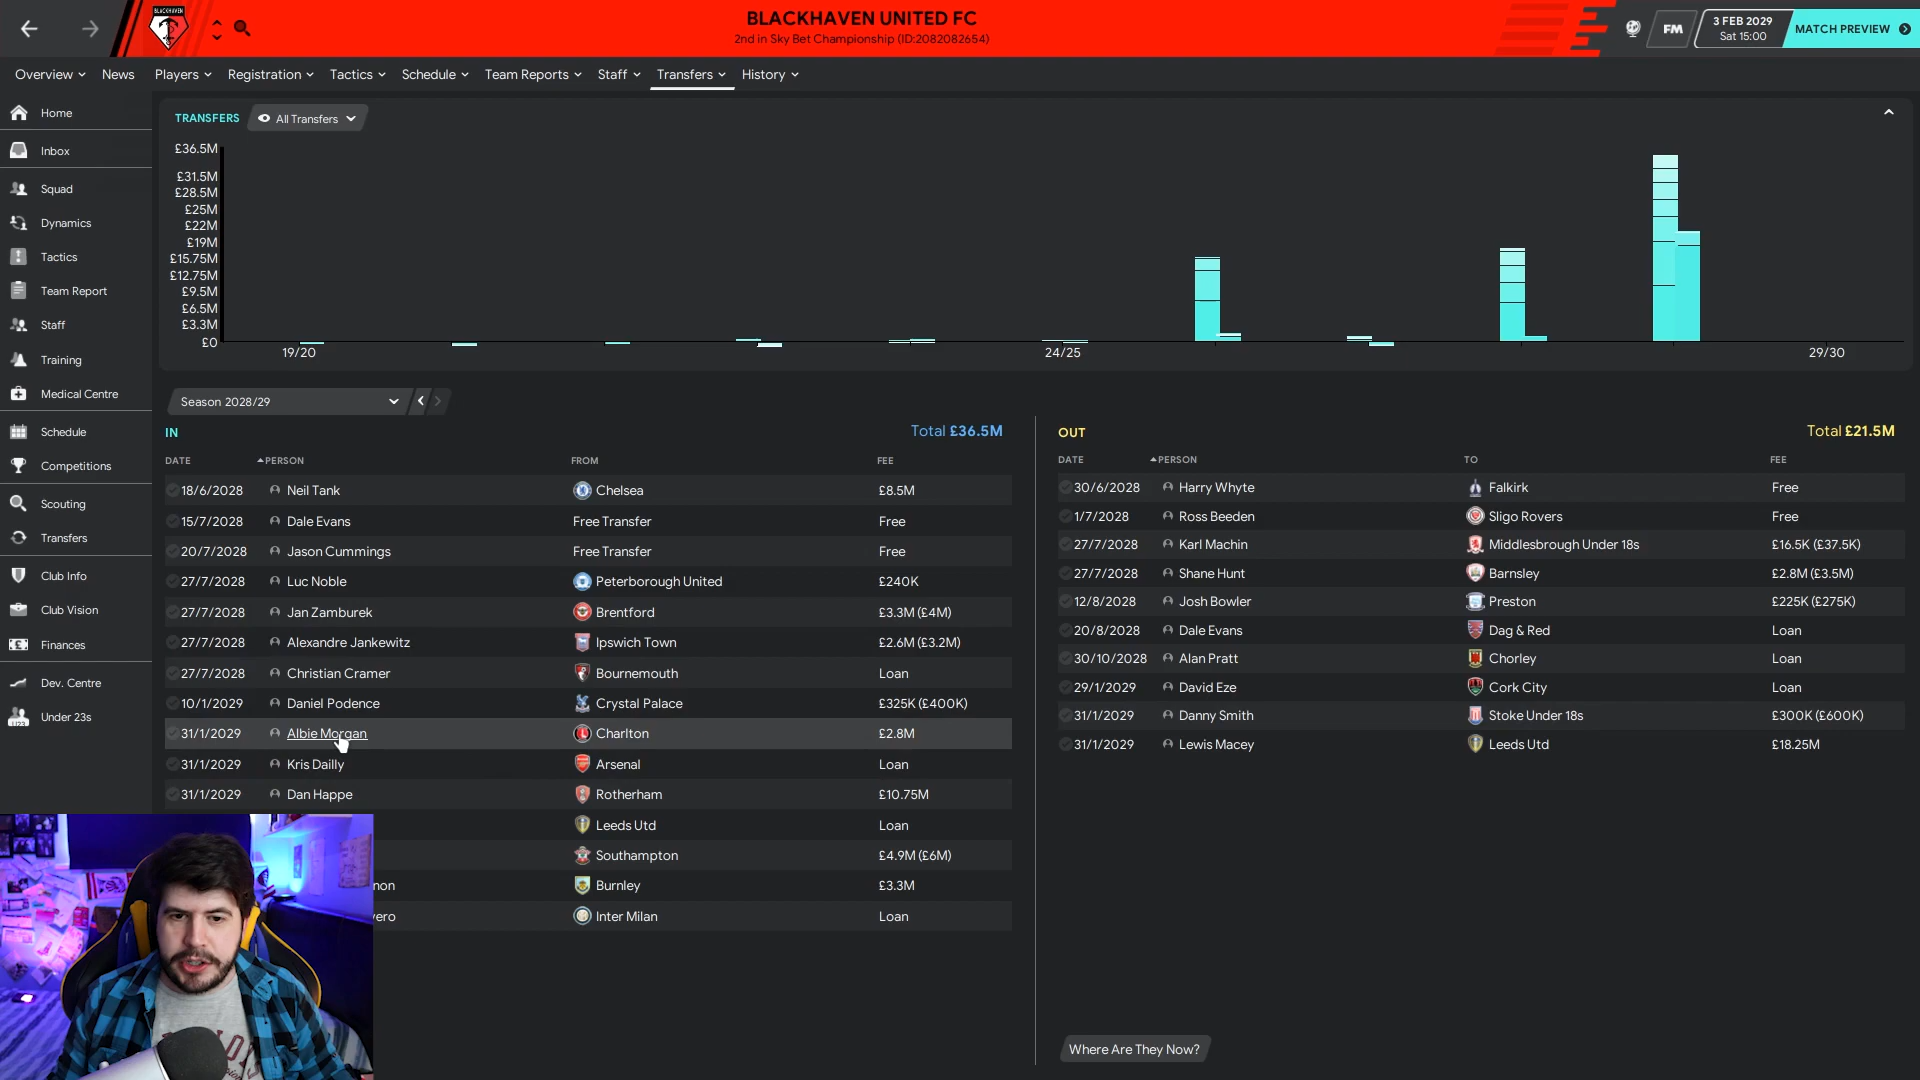 BLACKHAVEN UNITED FC
2nd in Sky Bet Championship (ID:2082082654)
FM
3 FEB 2029
Sat 15:00
MATCH PREVIEW
Overview
News
Players
Registration
Tactics
Schedule
Team Reports
Staff
Transfers
History
Home
Inbox
Squad
Dynamics
Tactics
Team Report
Staff
Training
Medical Centre
Schedule
Competitions
Scouting
Transfers
Club Info
Club Vision
Finances
Dev. Centre
Under 23s
TRANSFERS All Transfers
£36.5M
£31.5M
£28.5M
£25M
£22M
£19M
£15.75M
£12.75M
£9.5M
£6.5M
£3.3M
£0
19/20 24/25 29/30
Season 2028/29
IN Total £36.5M
DATE PERSON FROM FEE
18/6/2028 Neil Tank Chelsea £8.5M
15/7/2028 Dale Evans Free Transfer Free
20/7/2028 Jason Cummings Free Transfer Free
27/7/2028 Luc Noble Peterborough United £240K
27/7/2028 Jan Zamburek Brentford £3.3M (£4M)
27/7/2028 Alexandre Jankewitz Ipswich Town £2.6M (£3.2M)
27/7/2028 Christian Cramer Bournemouth Loan
10/1/2029 Daniel Podence Crystal Palace £325K (£400K)
31/1/2029 Albie Morgan Charlton £2.8M
31/1/2029 Kris Dailly Arsenal Loan
31/1/2029 Dan Happe Rotherham £10.75M
Leeds Utd Loan
Southampton £4.9M (£6M)
non Burnley £3.3M
vero Inter Milan Loan
OUT Total £21.5M
DATE PERSON TO FEE
30/6/2028 Harry Whyte Falkirk Free
1/7/2028 Ross Beeden Sligo Rovers Free
27/7/2028 Karl Machin Middlesbrough Under 18s £16.5K (£37.5K)
27/7/2028 Shane Hunt Barnsley £2.8M (£3.5M)
12/8/2028 Josh Bowler Preston £225K (£275K)
20/8/2028 Dale Evans Dag & Red Loan
30/10/2028 Alan Pratt Chorley Loan
29/1/2029 David Eze Cork City Loan
31/1/2029 Danny Smith Stoke Under 18s £300K (£600K)
31/1/2029 Lewis Macey Leeds Utd £18.25M
Where Are They Now?